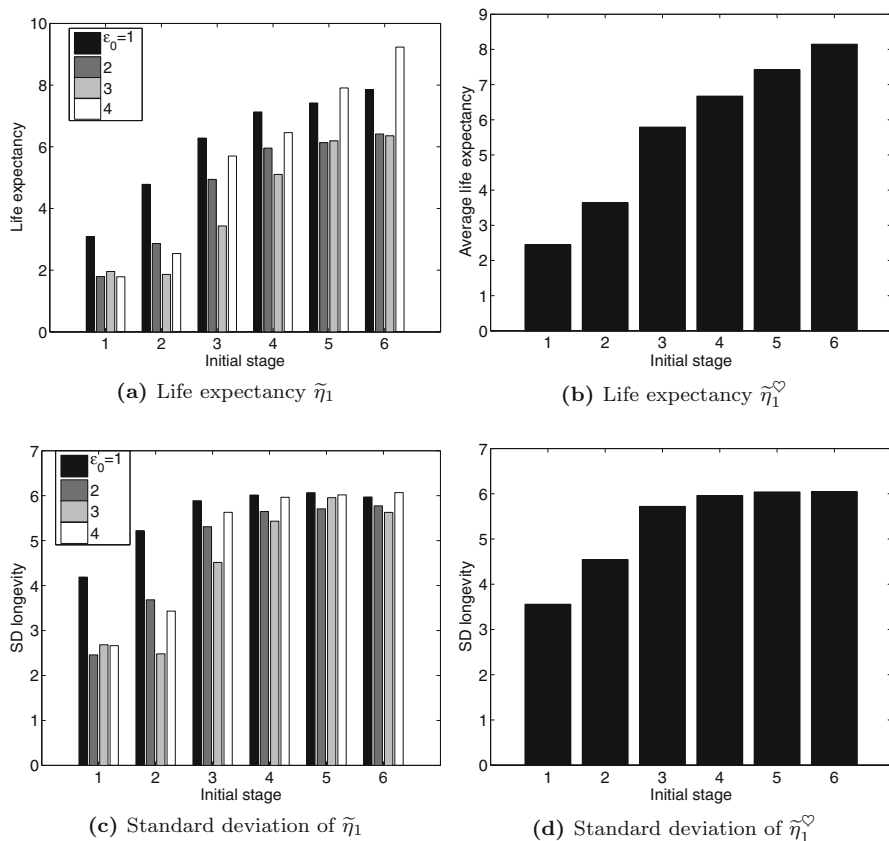 10
8
6
4
2
0
Life expectancy
ε0=1
2
3
4
1 2 3 4 5 6
Initial stage
(a) Life expectancy η̃₁
9
8
7
6
5
4
3
2
1
0
Average life expectancy
1 2 3 4 5 6
Initial stage
(b) Life expectancy η̃₁♡
7
6
5
4
3
2
1
0
SD longevity
ε0=1
2
3
4
1 2 3 4 5 6
Initial stage
(c) Standard deviation of η̃₁
7
6
5
4
3
2
1
0
SD longevity
1 2 3 4 5 6
Initial stage
(d) Standard deviation of η̃₁♡